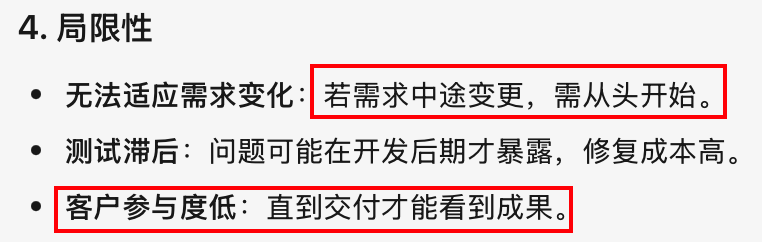 4. 局限性
• 无法适应需求变化：若需求中途变更，需从头开始。
• 测试滞后：问题可能在开发后期才暴露，修复成本高。
• 客户参与度低：直到交付才能看到成果。